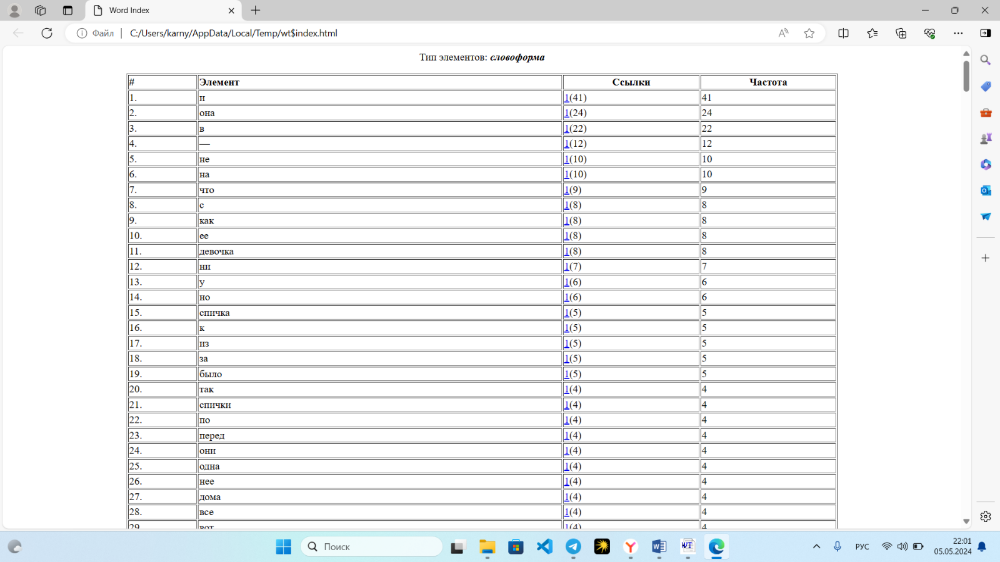 Word Index
Файл
C:/Users/karny/AppData/Local/Temp/wt$index.html
Тип элементов: словоформа
# Элемент Ссылки Частота
1. и 1(41) 41
2. она 1(24) 24
3. в 1(22) 22
4. — 1(12) 12
5. не 1(10) 10
6. на 1(10) 10
7. что 1(9) 9
8. с 1(8) 8
9. как 1(8) 8
10. ее 1(8) 8
11. девочка 1(8) 8
12. ни 1(7) 7
13. у 1(6) 6
14. но 1(6) 6
15. спичка 1(5) 5
16. к 1(5) 5
17. из 1(5) 5
18. за 1(5) 5
19. было 1(5) 5
20. так 1(4) 4
21. спички 1(4) 4
22. по 1(4) 4
23. перед 1(4) 4
24. они 1(4) 4
25. одна 1(4) 4
26. нее 1(4) 4
27. дома 1(4) 4
28. все 1(4) 4
29. вот 1(4) 4
Поиск
РУС
22:01
05.05.2024